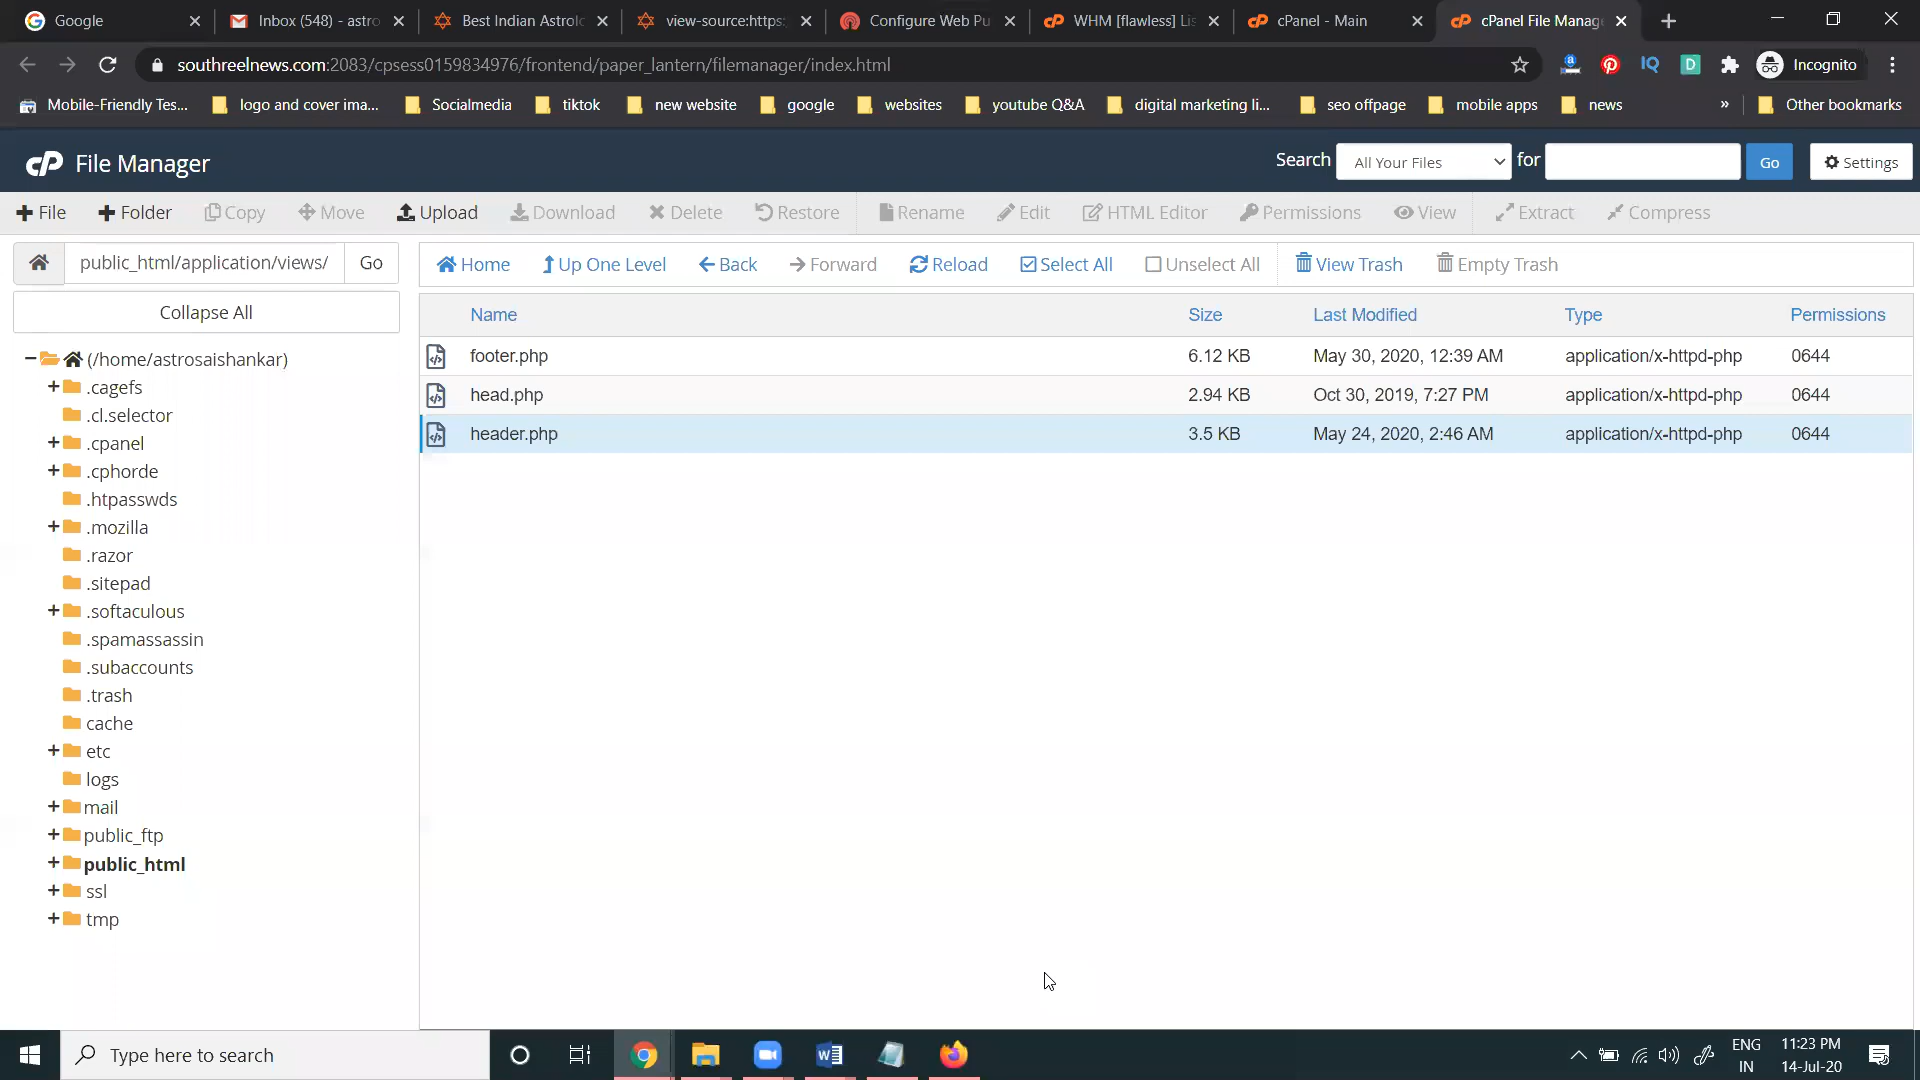 Google
Inbox (548) - astro
Best Indian Astrolo
view-source:https:
Configure Web Pu
WHM [flawless] Lis
cPanel - Main
cPanel File Manag
southreelnews.com:2083/cpsess0159834976/frontend/paper_lantern/filemanager/index.html
Incognito
Mobile-Friendly Tes...
logo and cover ima...
Socialmedia
tiktok
new website
google
websites
youtube Q&A
digital marketing li...
seo offpage
mobile apps
news
»
Other bookmarks
cP File Manager
Search
All Your Files
for
Go
Settings
File
Folder
Copy
Move
Upload
Download
Delete
Restore
Rename
Edit
HTML Editor
Permissions
View
Extract
Compress
public_html/application/views/
Go
Home
Up One Level
Back
Forward
Reload
Select All
Unselect All
View Trash
Empty Trash
Collapse All
Name Size Last Modified Type Permissions
footer.php 6.12 KB May 30, 2020, 12:39 AM application/x-httpd-php 0644
head.php 2.94 KB Oct 30, 2019, 7:27 PM application/x-httpd-php 0644
header.php 3.5 KB May 24, 2020, 2:46 AM application/x-httpd-php 0644
(/home/astrosaishankar)
.cagefs
.cl.selector
.cpanel
.cphorde
.htpasswds
.mozilla
.razor
.sitepad
.softaculous
.spamassassin
.subaccounts
.trash
cache
etc
logs
mail
public_ftp
public_html
ssl
tmp
Type here to search
ENG
IN
11:23 PM
14-Jul-20